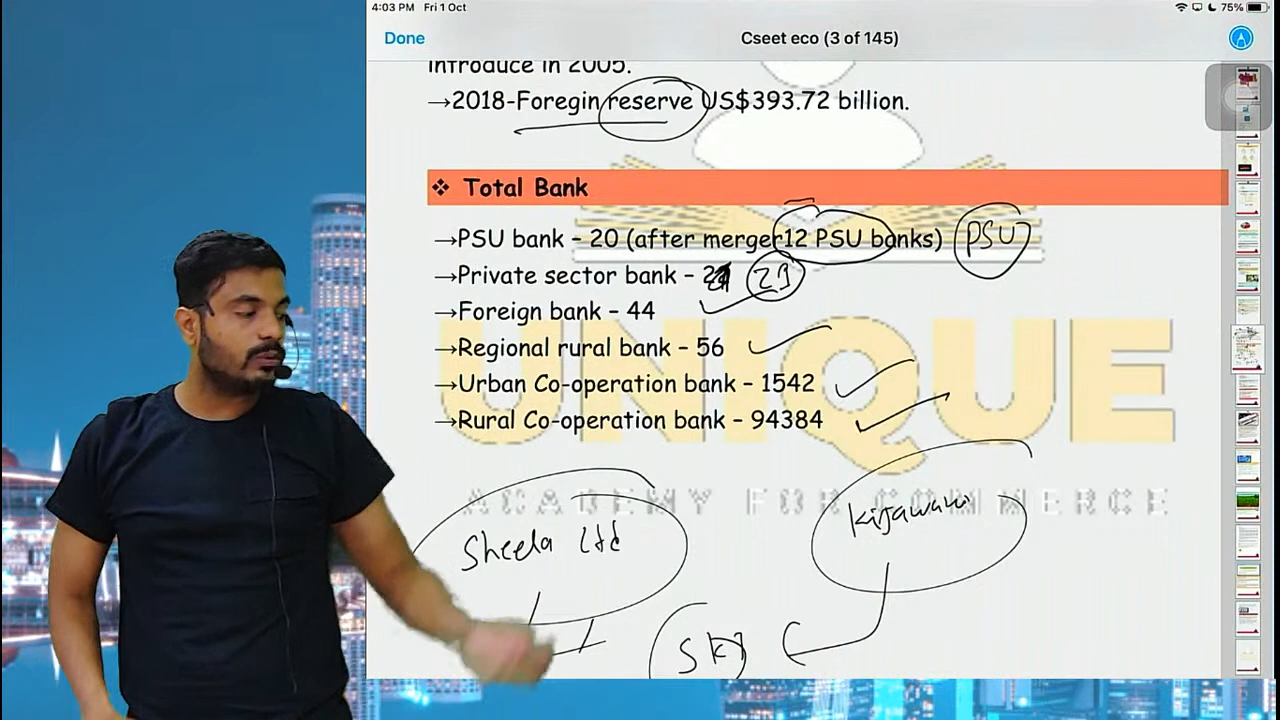 4:03 PM Fri 1 Oct
75%
Done
Cseet eco (3 of 145)
introduce in 2005.
→2018-Foregin reserve US$393.72 billion.
❖ Total Bank
→PSU bank – 20 (after merger12 PSU banks) PSU
→Private sector bank – 21 23
→Foreign bank – 44
→Regional rural bank – 56
→Urban Co-operation bank – 1542
→Rural Co-operation bank – 94384
UNIQUE
ACADEMY FOR COMMERCE
Sheela Ltd
SKJ